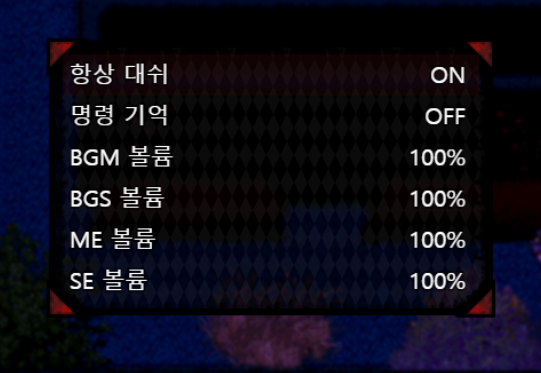 항상 대쉬 ON
명령 기억 OFF
BGM 볼륨 100%
BGS 볼륨 100%
ME 볼륨 100%
SE 볼륨 100%